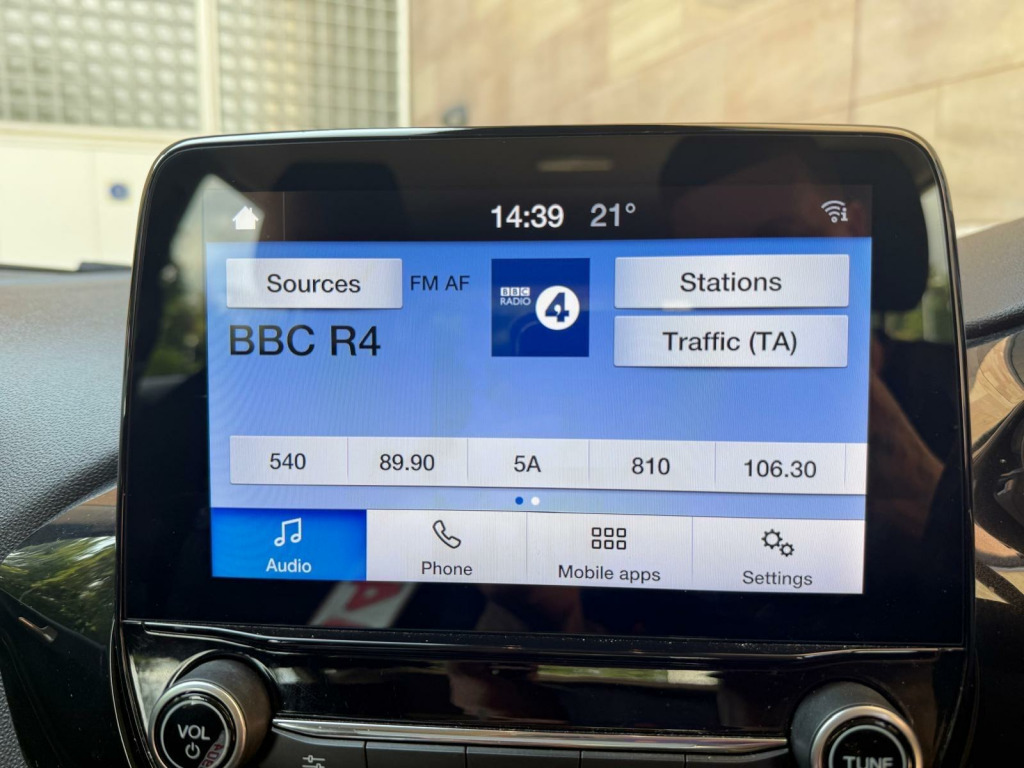 14:39 21°
Sources FM AF
BBC
RADIO 4
Stations
BBC R4
Traffic (TA)
540 89.90 5A 810 106.30
Audio Phone Mobile apps Settings
VOL
TUNE